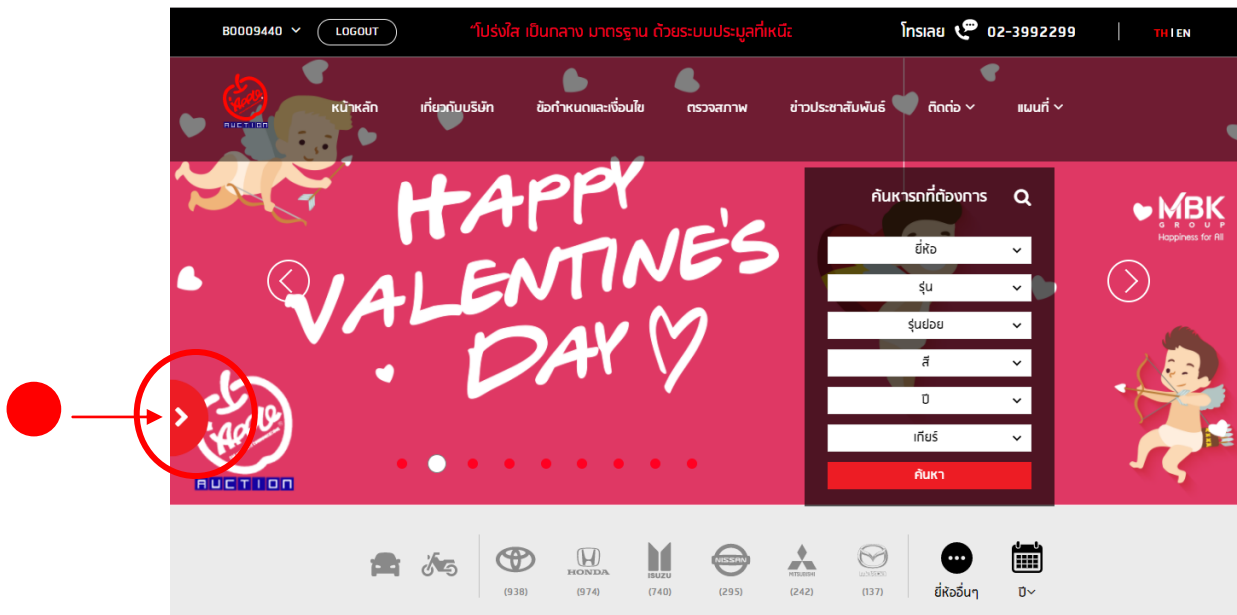 B0009440 LOGOUT "โปร่งใส เป็นกลาง มาตรฐาน ด้วยระบบประมูลที่เหนือ โทรเลย 02-3992299 TH I EN
Apple
AUCTION
หน้าหลัก เกี่ยวกับบริษัท ข้อกำหนดและเงื่อนไข ตรวจสภาพ ข่าวประชาสัมพันธ์ ติดต่อ แผนที่
HAPPY
VALENTINE'S
DAY
ค้นหารถที่ต้องการ
ยี่ห้อ
รุ่น
รุ่นย่อย
สี
ปี
เกียร์
ค้นหา
MBK
GROUP
Happiness for All
Apple
AUCTION
HONDA ISUZU NISSAN MITSUBISHI
(938) (974) (740) (295) (242) (137) ยี่ห้ออื่นๆ ปี